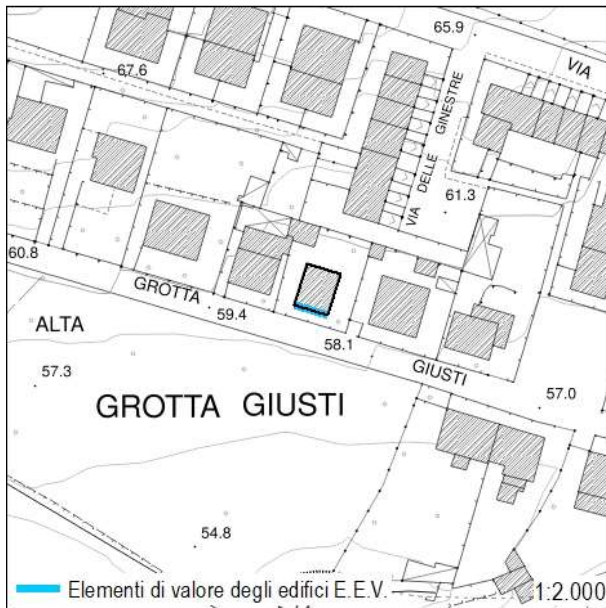 65.9
VIA
67.6
VIA DELLE GINESTRE
61.3
60.8
GROTTA
59.4
ALTA
58.1
57.3
GIUSTI
57.0
GROTTA GIUSTI
54.8
Elementi di valore degli edifici E.E.V.
1:2.000